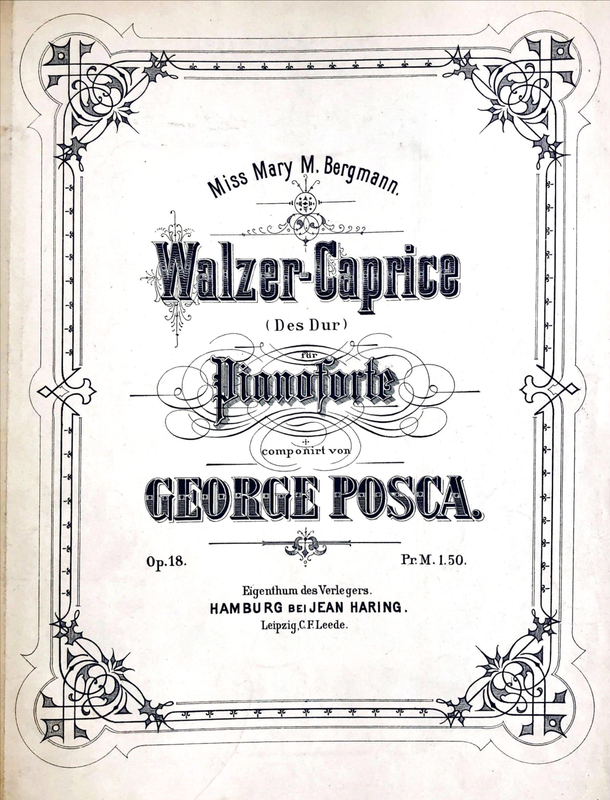 Miss Mary M. Bergmann.
Walzer-Caprice
(Des Dur)
für
Pianoforte
componirt von
GEORGE POSCA.
Op.18. Pr. M. 1.50.
Eigenthum des Verlegers.
HAMBURG BEI JEAN HARING.
Leipzig, C.F. Leede.